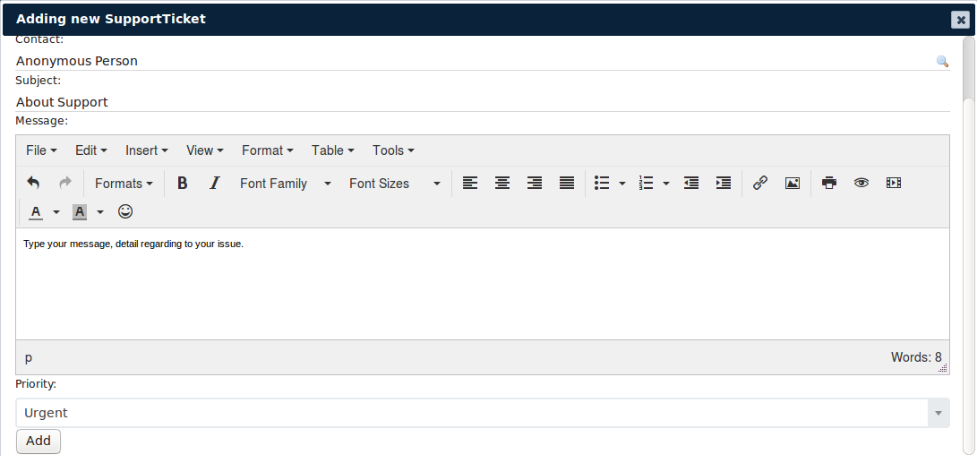 Adding new SupportTicket
Contact:
Anonymous Person
Subject:
About Support
Message:
File Edit Insert View Format Table Tools
Formats B I Font Family Font Sizes
A A
Type your message, detail regarding to your issue.
p Words: 8
Priority:
Urgent
Add